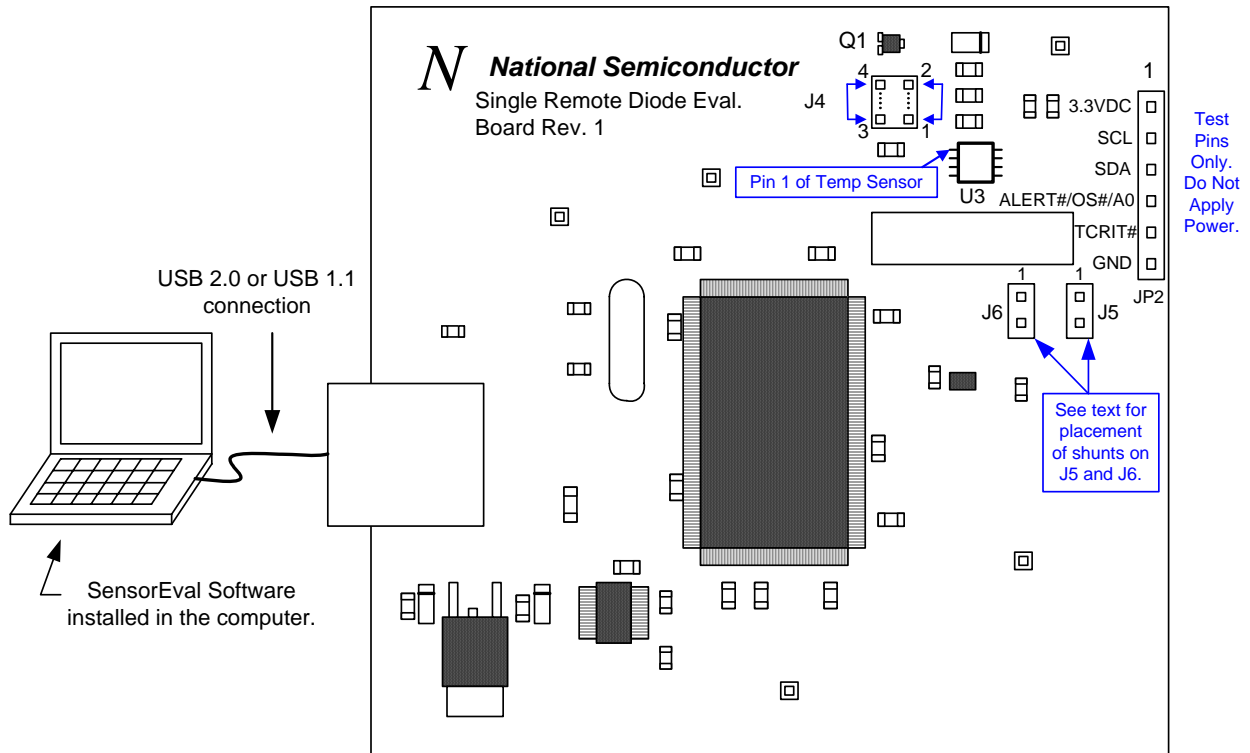 N National Semiconductor
Single Remote Diode Eval.
Board Rev. 1
Q1
J4
4
2
3
1
Pin 1 of Temp Sensor
U3
1
3.3VDC
SCL
SDA
ALERT#/OS#/A0
TCRIT#
GND
JP2
Test
Pins
Only.
Do Not
Apply
Power.
1
J6
1
J5
See text for
placement
of shunts on
J5 and J6.
USB 2.0 or USB 1.1
connection
SensorEval Software
installed in the computer.